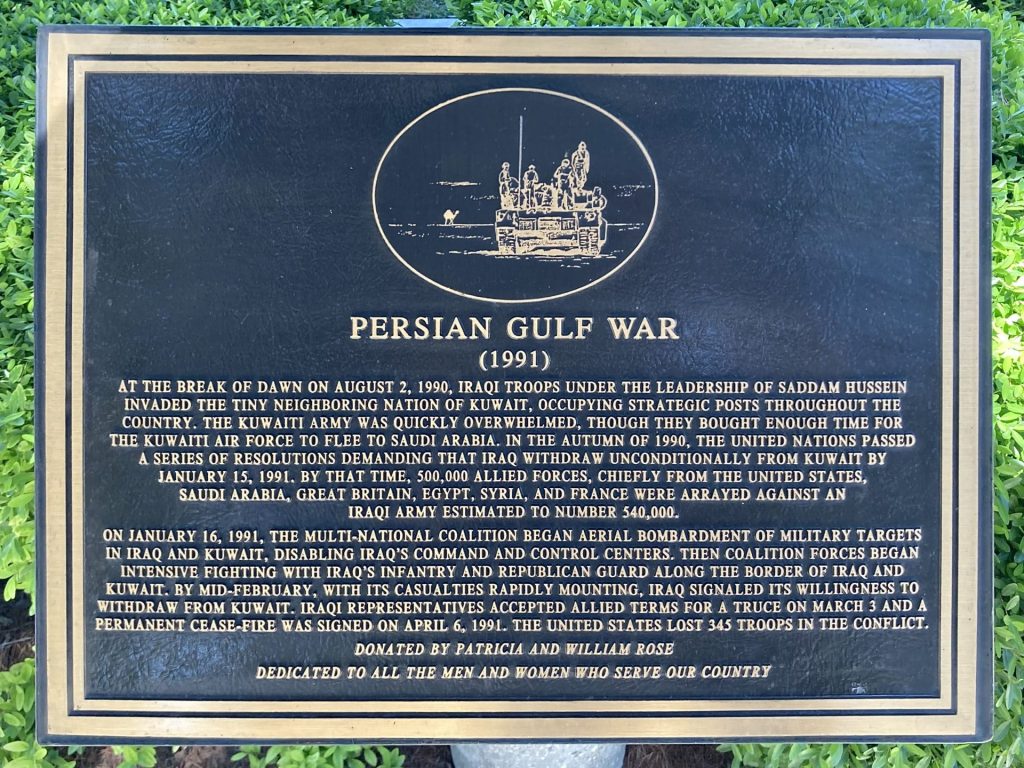 PERSIAN GULF WAR
(1991)
AT THE BREAK OF DAWN ON AUGUST 2, 1990, IRAQI TROOPS UNDER THE LEADERSHIP OF SADDAM HUSSEIN
INVADED THE TINY NEIGHBORING NATION OF KUWAIT, OCCUPYING STRATEGIC POSTS THROUGHOUT THE
COUNTRY. THE KUWAITI ARMY WAS QUICKLY OVERWHELMED, THOUGH THEY BOUGHT ENOUGH TIME FOR
THE KUWAITI AIR FORCE TO FLEE TO SAUDI ARABIA. IN THE AUTUMN OF 1990, THE UNITED NATIONS PASSED
A SERIES OF RESOLUTIONS DEMANDING THAT IRAQ WITHDRAW UNCONDITIONALLY FROM KUWAIT BY
JANUARY 15, 1991. BY THAT TIME, 500,000 ALLIED FORCES, CHIEFLY FROM THE UNITED STATES,
SAUDI ARABIA, GREAT BRITAIN, EGYPT, SYRIA, AND FRANCE WERE ARRAYED AGAINST AN
IRAQI ARMY ESTIMATED TO NUMBER 540,000.
ON JANUARY 16, 1991, THE MULTI-NATIONAL COALITION BEGAN AERIAL BOMBARDMENT OF MILITARY TARGETS
IN IRAQ AND KUWAIT, DISABLING IRAQ'S COMMAND AND CONTROL CENTERS. THEN COALITION FORCES BEGAN
INTENSIVE FIGHTING WITH IRAQ'S INFANTRY AND REPUBLICAN GUARD ALONG THE BORDER OF IRAQ AND
KUWAIT. BY MID-FEBRUARY, WITH ITS CASUALTIES RAPIDLY MOUNTING, IRAQ SIGNALED ITS WILLINGNESS TO
WITHDRAW FROM KUWAIT. IRAQI REPRESENTATIVES ACCEPTED ALLIED TERMS FOR A TRUCE ON MARCH 3 AND A
PERMANENT CEASE-FIRE WAS SIGNED ON APRIL 6, 1991. THE UNITED STATES LOST 345 TROOPS IN THE CONFLICT.
DONATED BY PATRICIA AND WILLIAM ROSE
DEDICATED TO ALL THE MEN AND WOMEN WHO SERVE OUR COUNTRY